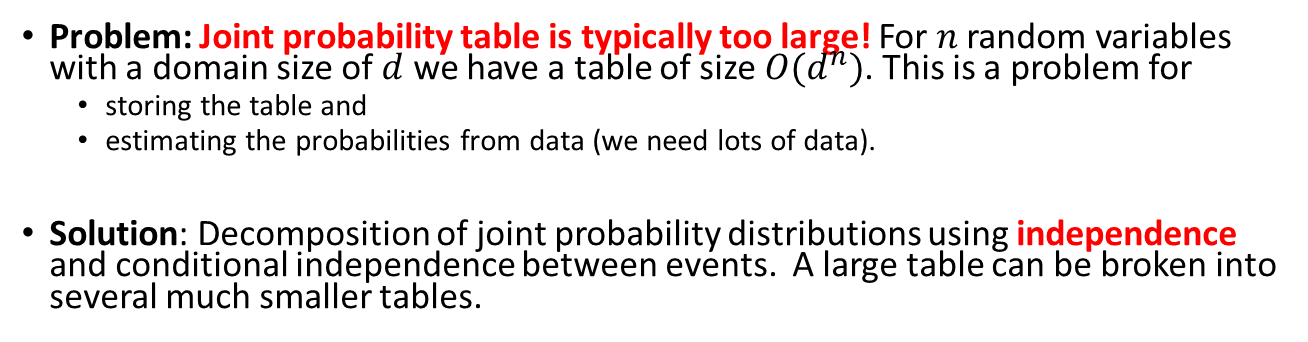 • Problem: Joint probability table is typically too large! For 𝑛 random variables
with a domain size of 𝑑 we have a table of size 𝑂(𝑑ⁿ). This is a problem for
• storing the table and
• estimating the probabilities from data (we need lots of data).
• Solution: Decomposition of joint probability distributions using independence
and conditional independence between events. A large table can be broken into
several much smaller tables.